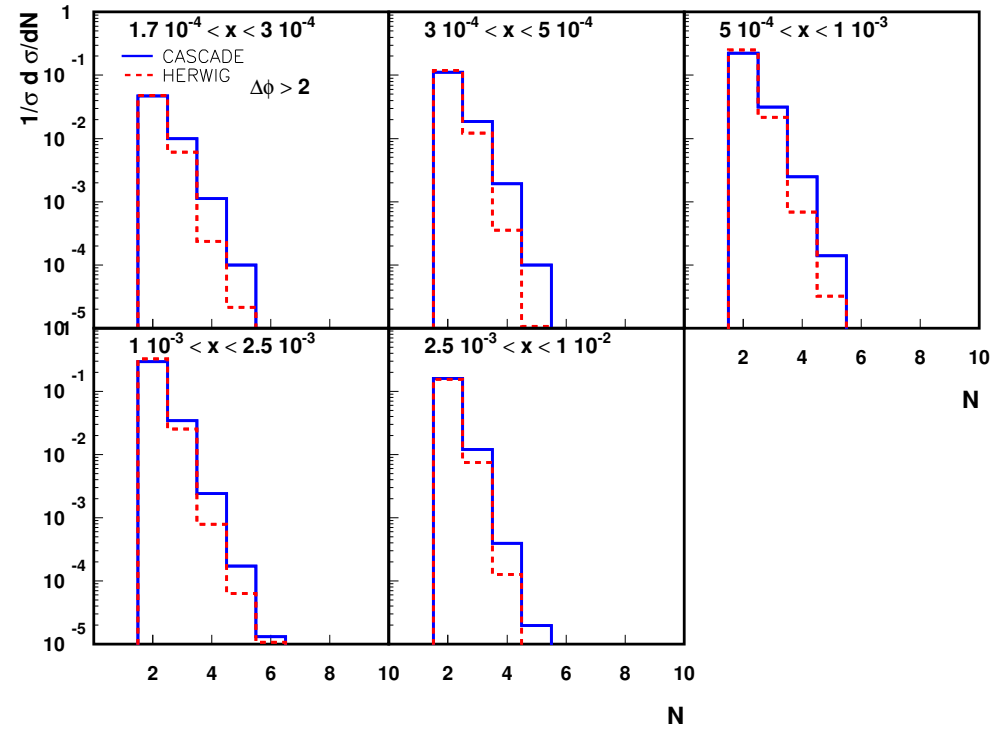 1/σ d σ/dN
1.7 10-4 < x < 3 10-4
CASCADE
HERWIG
Δϕ > 2
3 10-4 < x < 5 10-4
5 10-4 < x < 1 10-3
1
10-1
10-2
10-3
10-4
10-5
2 4 6 8 10
N
1
1 10-3 < x < 2.5 10-3
2.5 10-3 < x < 1 10-2
10-1
10-2
10-3
10-4
10-5
2 4 6 8 10
2 4 6 8 10
N